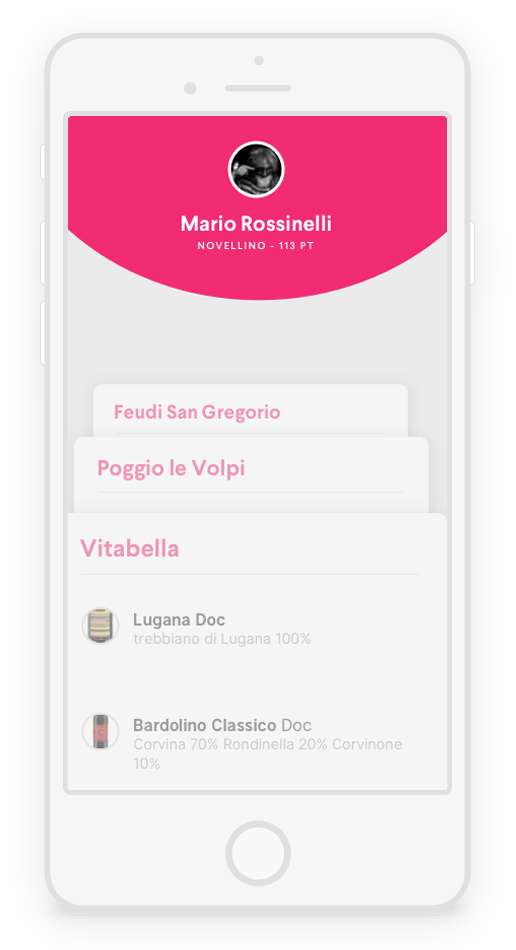 Mario Rossinelli
NOVELLINO - 113 PT
Feudi San Gregorio
Poggio le Volpi
Vitabella
Lugana Doc
trebbiano di Lugana 100%
Bardolino Classico Doc
Corvina 70% Rondinella 20% Corvinone
10%